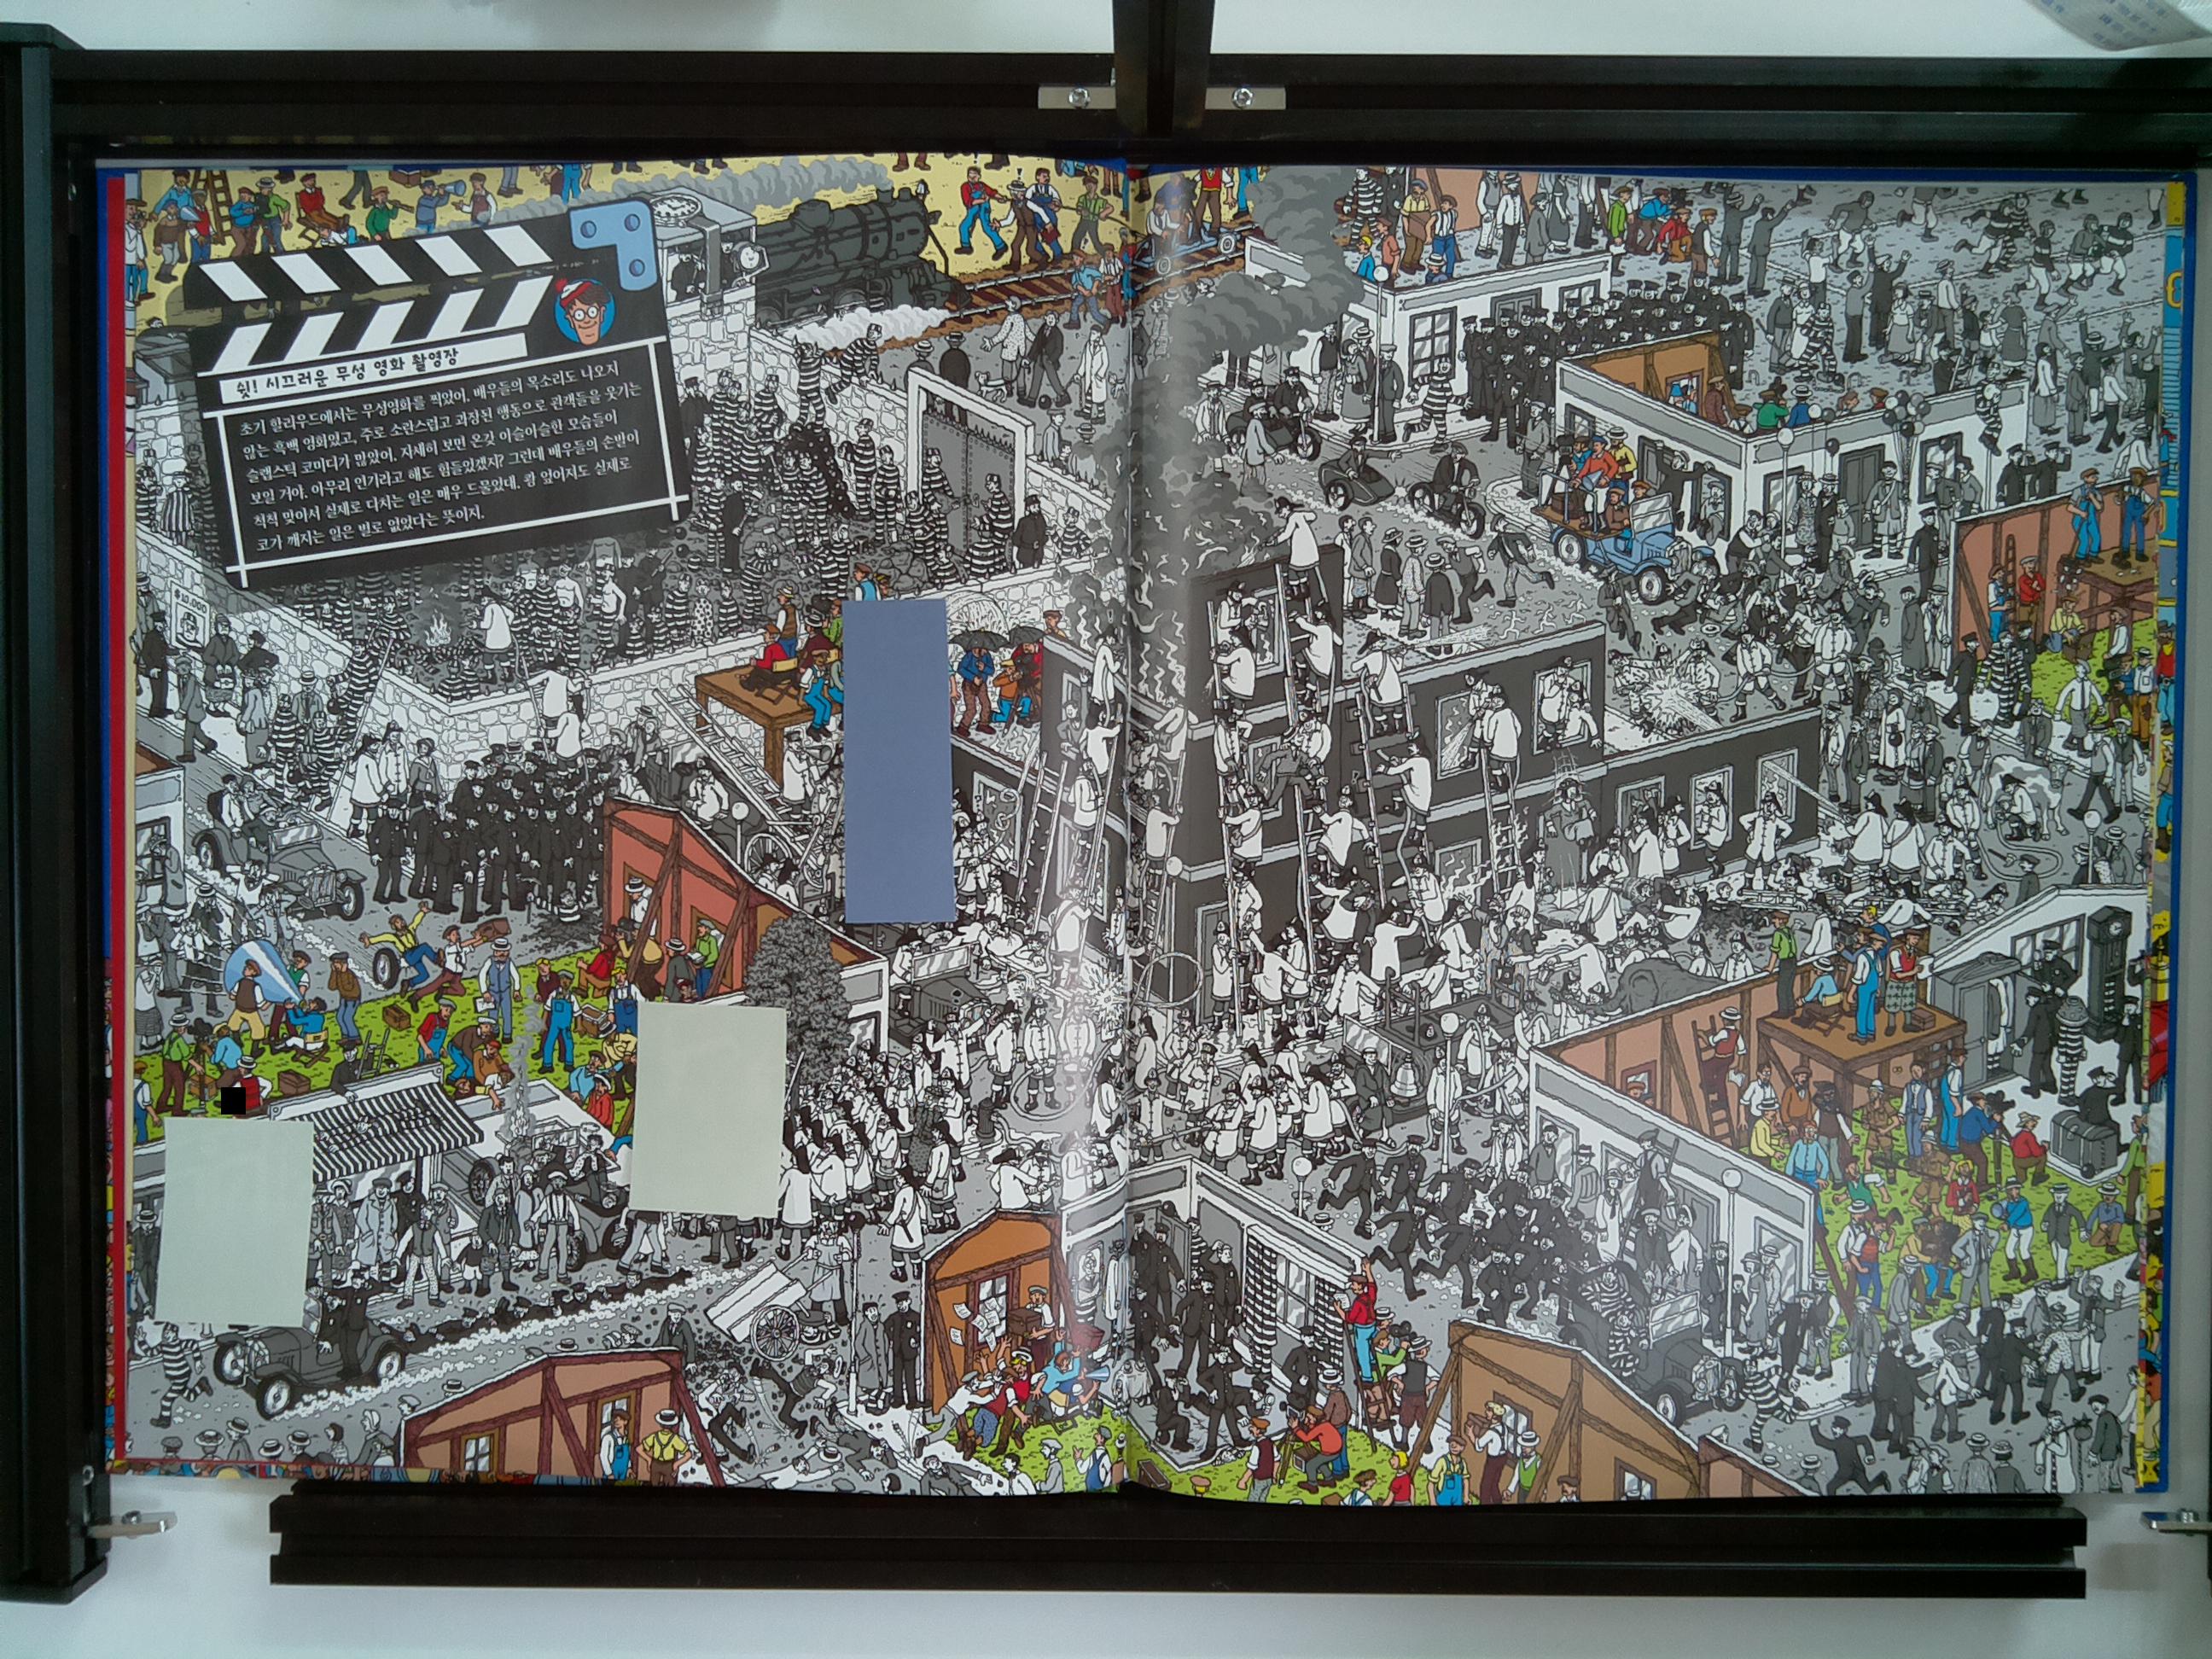 쉿! 시끄러운 무성 영화 촬영장
초기 할리우드에서는 무성영화를 찍었어. 배우들의 목소리도 나오지
않는 흑백 영화였고, 주로 소란스럽고 과장된 행동으로 관객들을 웃기는
슬랩스틱 코미디가 많았어. 자세히 보면 온갖 아슬아슬한 모습들이
보일 거야. 아무리 연기라고 해도 힘들었겠지? 그런데 배우들의 손발이
척척 맞아서 실제로 다치는 일은 매우 드물었대. 쾅 엎어져도 실제로
코가 깨지는 일은 별로 없었다는 뜻이지.
$10,000